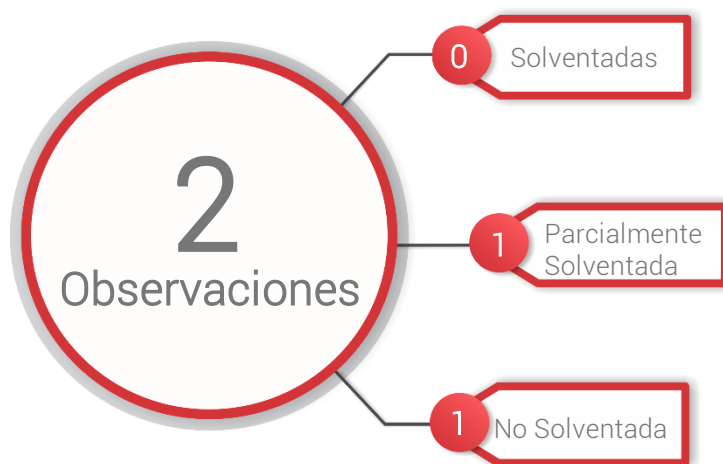 2
Observaciones
0
Solventadas
1
Parcialmente
Solventada
1
No Solventada